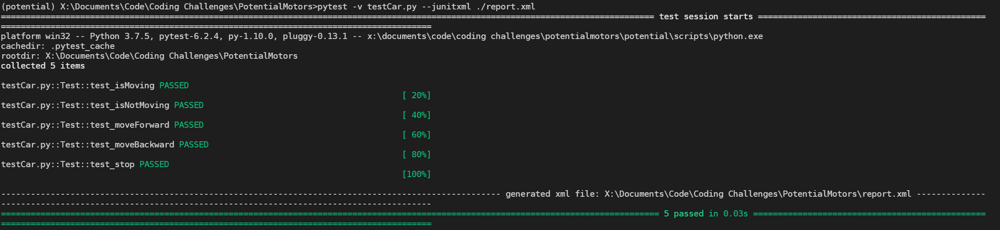 (potential) X:\Documents\Code\Coding Challenges\PotentialMotors>pytest -v testCar.py --junitxml ./report.xml
==================================================================================================================================== test session starts ==============================================
=======================================================================================
platform win32 -- Python 3.7.5, pytest-6.2.4, py-1.10.0, pluggy-0.13.1 -- x:\documents\code\coding challenges\potentialmotors\potential\scripts\python.exe
cachedir: .pytest_cache
rootdir: X:\Documents\Code\Coding Challenges\PotentialMotors
collected 5 items
testCar.py::Test::test_isMoving PASSED
[ 20%]
testCar.py::Test::test_isNotMoving PASSED
[ 40%]
testCar.py::Test::test_moveForward PASSED
[ 60%]
testCar.py::Test::test_moveBackward PASSED
[ 80%]
testCar.py::Test::test_stop PASSED
[100%]
----------------------------------------------------------------------------------------------------- generated xml file: X:\Documents\Code\Coding Challenges\PotentialMotors\report.xml --------------
---------------------------------------------------------------------------------------
===================================================================================================================================== 5 passed in 0.03s ===============================================
=======================================================================================